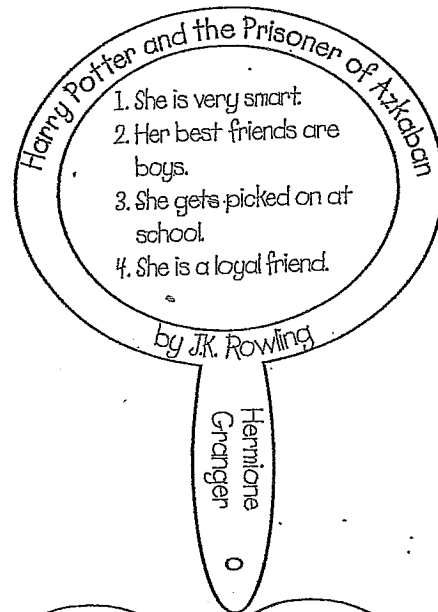 Harry Potter and the Prisoner of Azkaban
1. She is very smart.
2. Her best friends are
boys.
3. She gets picked on at
school.
4. She is a loyal friend.
by J.K. Rowling
Hermione
Granger